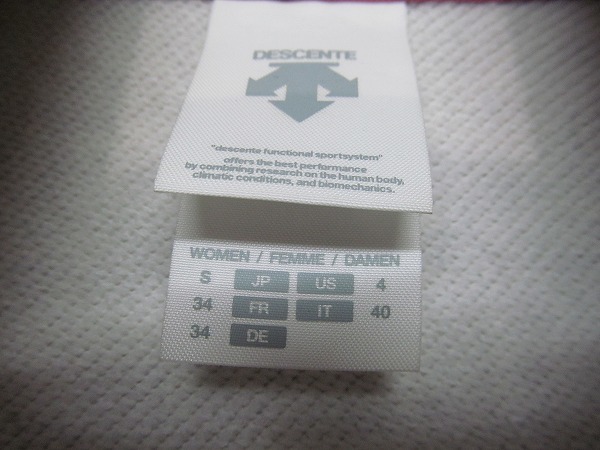 DESCENTE
"descente functional sportsystem"
offers the best performance
by combining research on the human body,
climatic conditions, and biomechanics.
WOMEN / FEMME / DAMEN
S JP US 4
34 FR IT 40
34 DE